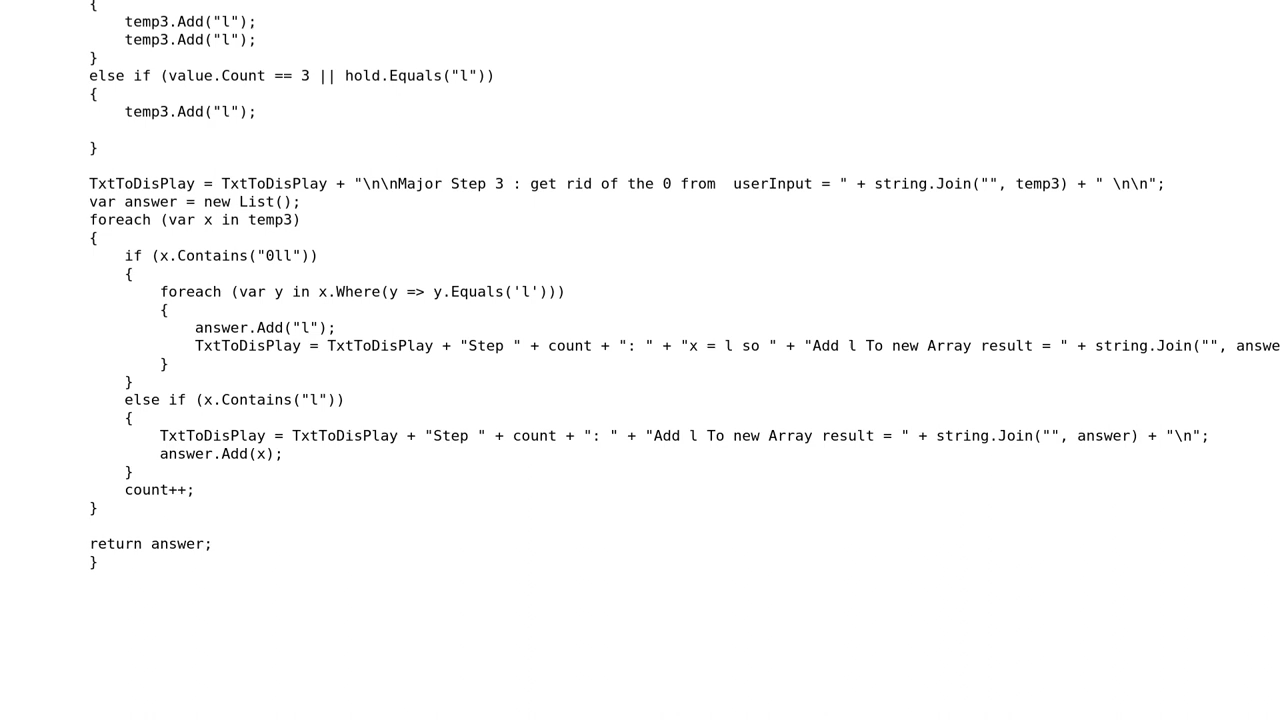 {
temp3.Add("l");
temp3.Add("l");
}
else if (value.Count == 3 || hold.Equals("l"))
{
temp3.Add("l");
}
TxtToDisPlay = TxtToDisPlay + "\n\nMajor Step 3 : get rid of the 0 from  userInput = " + string.Join("", temp3) + " \n\n";
var answer = new List();
foreach (var x in temp3)
{
if (x.Contains("0ll"))
{
foreach (var y in x.Where(y => y.Equals('l')))
{
answer.Add("l");
TxtToDisPlay = TxtToDisPlay + "Step " + count + ": " + "x = l so " + "Add l To new Array result = " + string.Join("", answe
}
}
else if (x.Contains("l"))
{
TxtToDisPlay = TxtToDisPlay + "Step " + count + ": " + "Add l To new Array result = " + string.Join("", answer) + "\n";
answer.Add(x);
}
count++;
}
return answer;
}